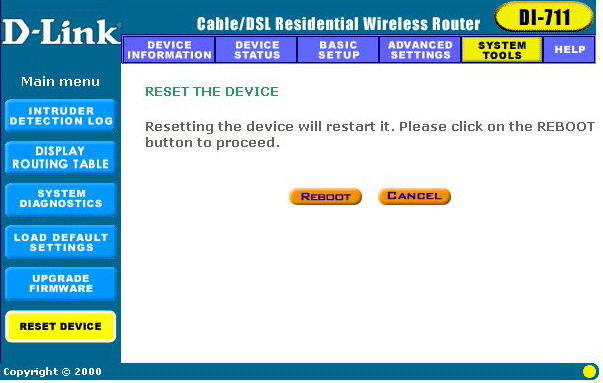 D-Link
Cable/DSL Residential Wireless Router
DI-711
DEVICE
INFORMATION
DEVICE
STATUS
BASIC
SETUP
ADVANCED
SETTINGS
SYSTEM
TOOLS
HELP
Main menu
INTRUDER
DETECTION LOG
DISPLAY
ROUTING TABLE
SYSTEM
DIAGNOSTICS
LOAD DEFAULT
SETTINGS
UPGRADE
FIRMWARE
RESET DEVICE
RESET THE DEVICE
Resetting the device will restart it. Please click on the REBOOT
button to proceed.
REBOOT
CANCEL
Copyright © 2000